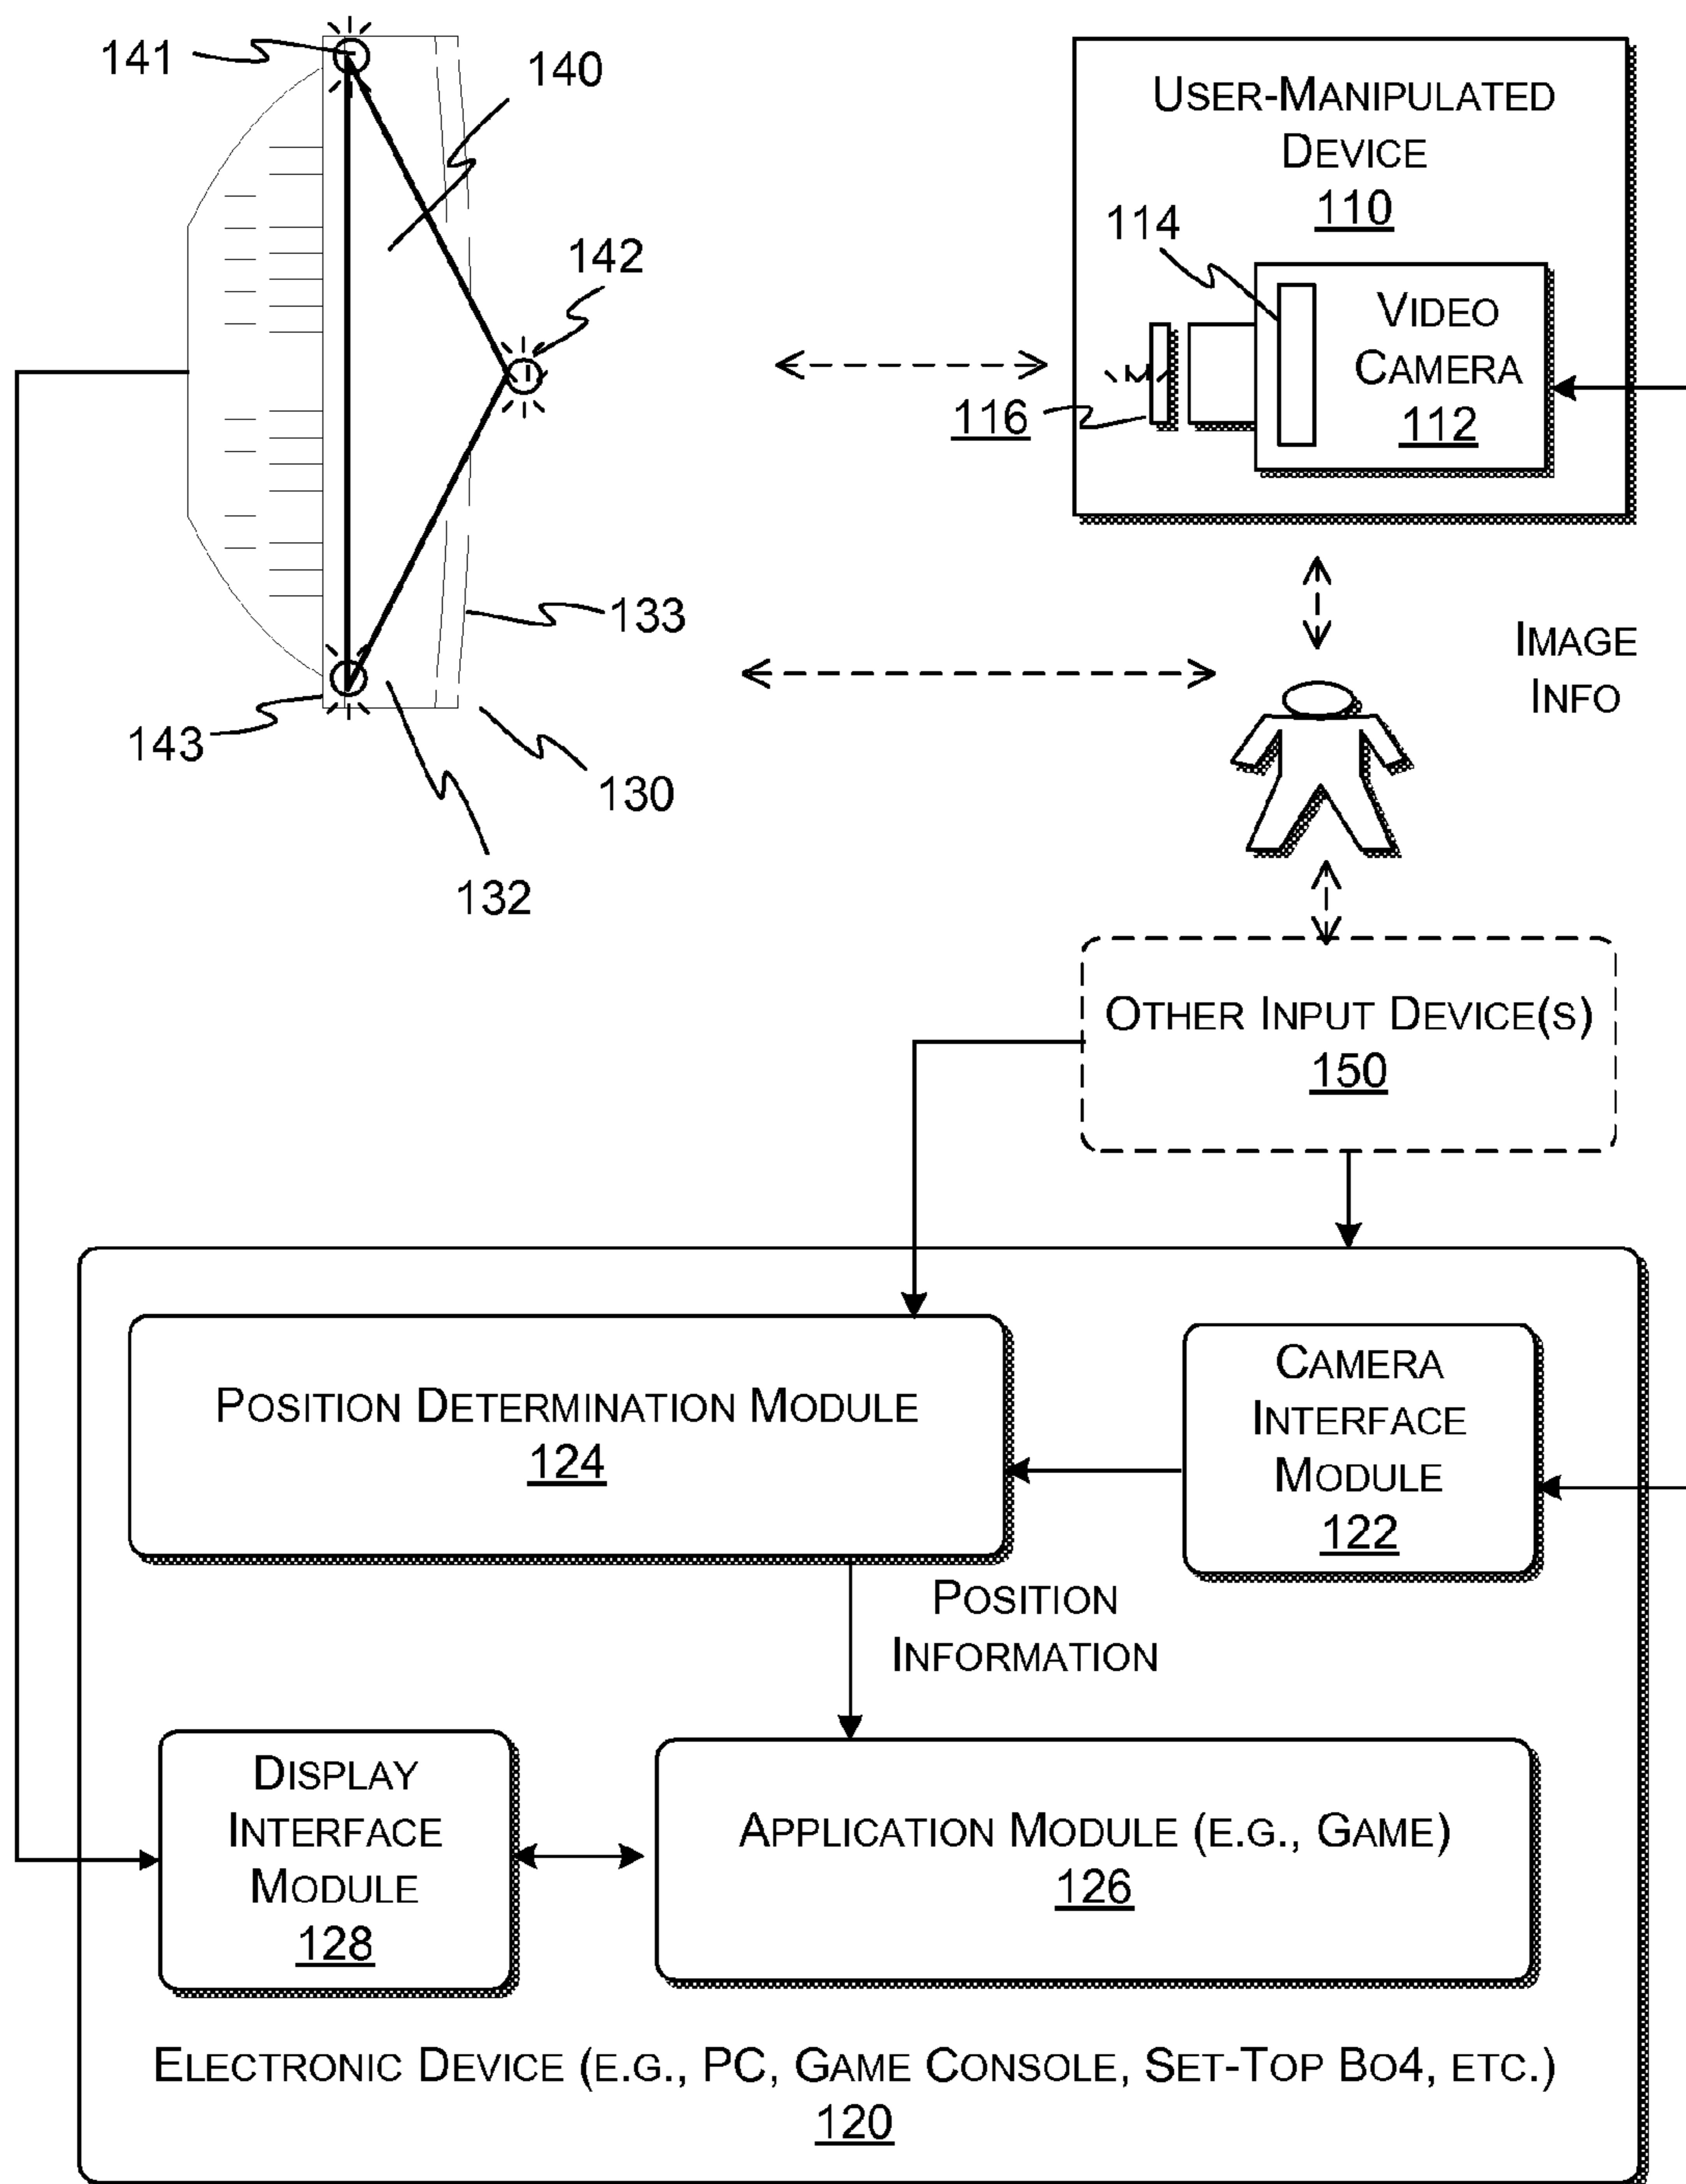 141
140
USER-MANIPULATED
DEVICE
110
114
142
VIDEO
CAMERA
112
116
133
IMAGE
INFO
143
130
132
OTHER INPUT DEVICE(S)
150
POSITION DETERMINATION MODULE
124
CAMERA
INTERFACE
MODULE
122
POSITION
INFORMATION
DISPLAY
INTERFACE
MODULE
128
APPLICATION MODULE (E.G., GAME)
126
ELECTRONIC DEVICE (E.G., PC, GAME CONSOLE, SET-TOP BO4, ETC.)
120